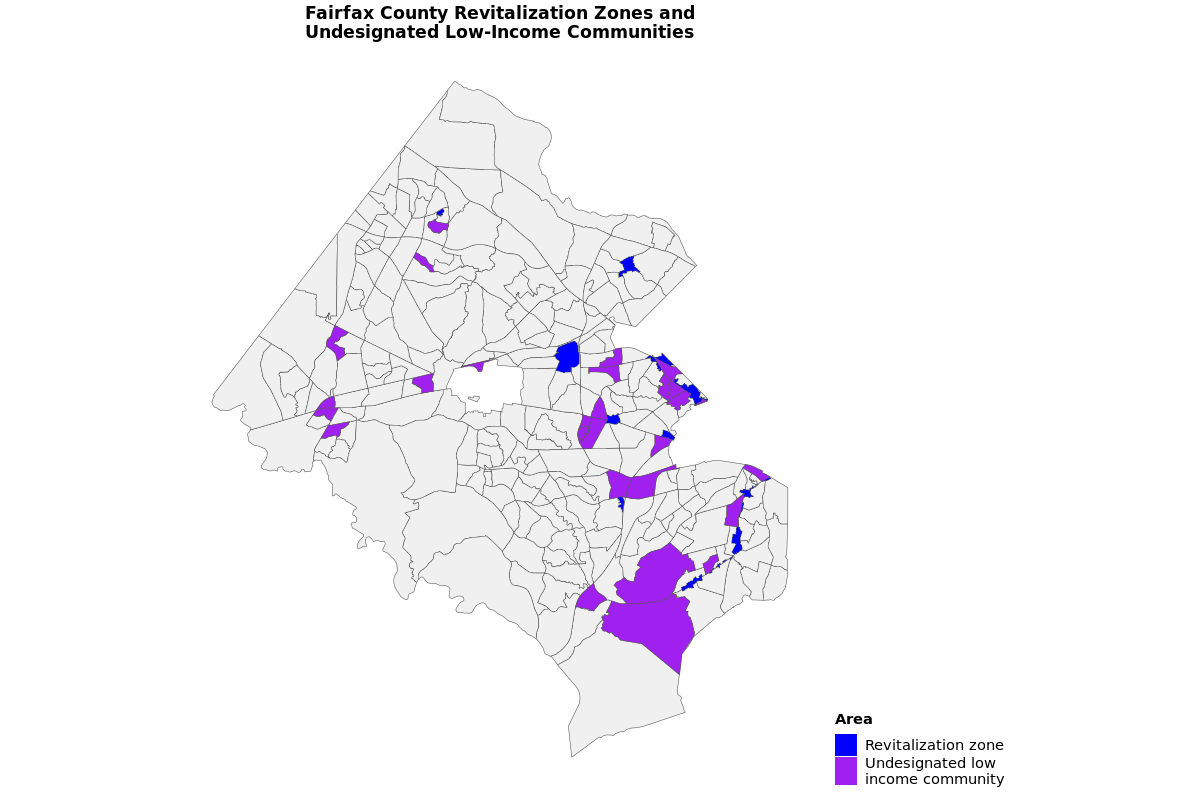 Fairfax County Revitalization Zones and
Undesignated Low-Income Communities
Area
Revitalization zone
Undesignated low
income community